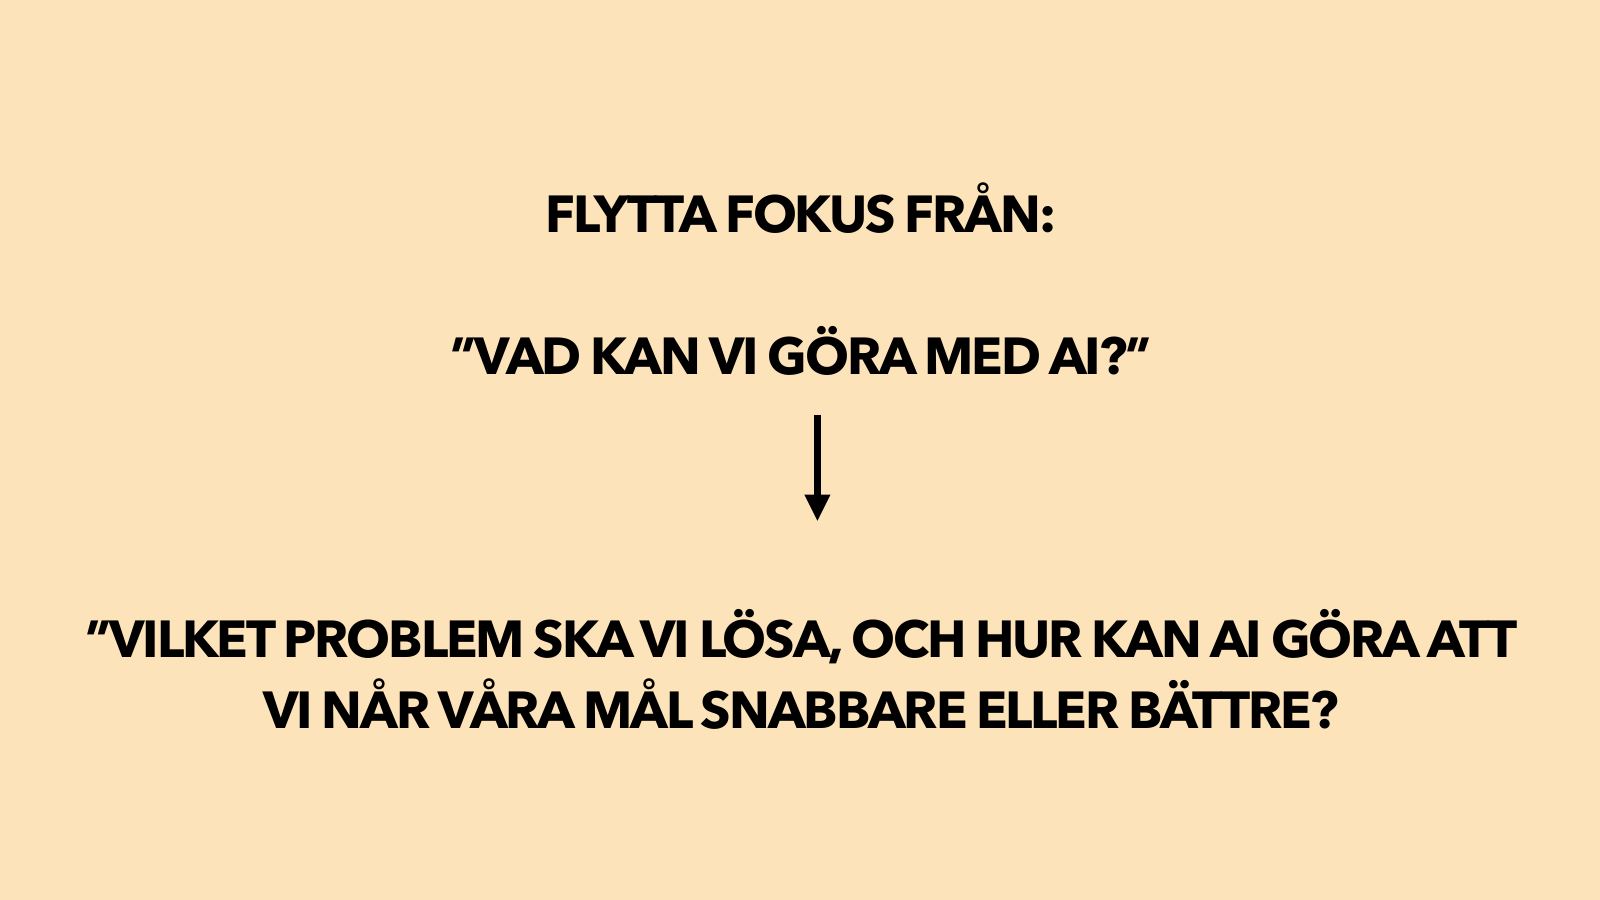 FLYTTA FOKUS FRÅN:
”VAD KAN VI GÖRA MED AI?”
”VILKET PROBLEM SKA VI LÖSA, OCH HUR KAN AI GÖRA ATT
VI NÅR VÅRA MÅL SNABBARE ELLER BÄTTRE?